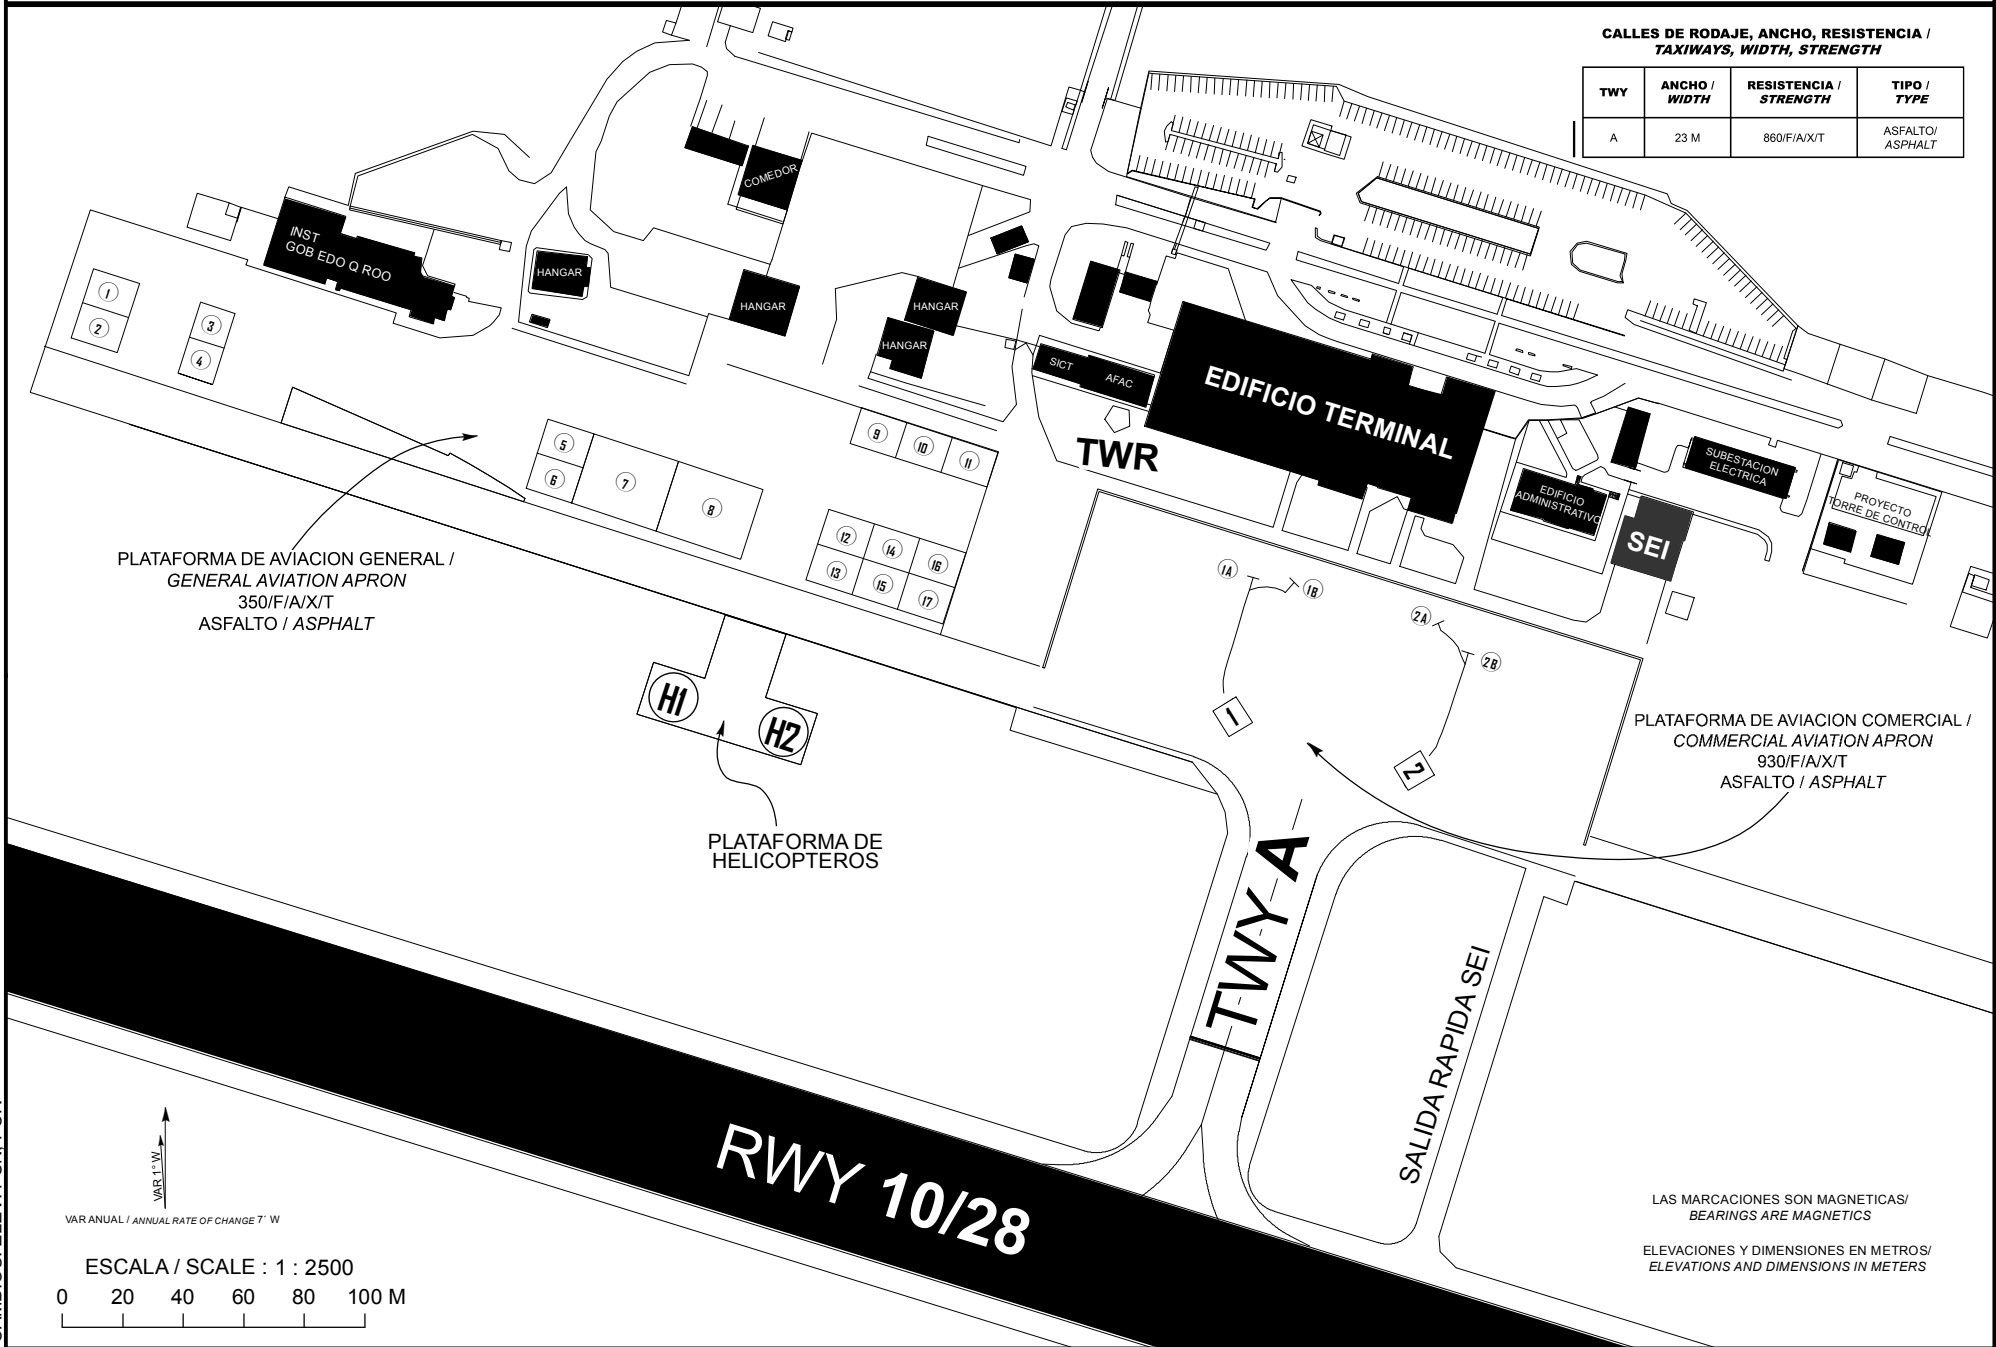 CALLES DE RODAJE, ANCHO, RESISTENCIA /
TAXIWAYS, WIDTH, STRENGTH
TWY
ANCHO /
WIDTH
RESISTENCIA /
STRENGTH
TIPO /
TYPE
A
23 M
860/F/A/X/T
ASFALTO/
ASPHALT
COMEDOR
INST
GOB EDO Q ROO
HANGAR
HANGAR
HANGAR
HANGAR
SICT
AFAC
EDIFICIO TERMINAL
TWR
SUBESTACION
ELECTRICA
EDIFICIO
ADMINISTRATIVO
SEI
PROYECTO
TORRE DE CONTROL
1
2
3
4
5
6
7
8
9
10
11
12
13
14
15
16
17
1A
1B
2A
2B
1
2
PLATAFORMA DE AVIACION GENERAL /
GENERAL AVIATION APRON
350/F/A/X/T
ASFALTO / ASPHALT
H1
H2
PLATAFORMA DE
HELICOPTEROS
PLATAFORMA DE AVIACION COMERCIAL /
COMMERCIAL AVIATION APRON
930/F/A/X/T
ASFALTO / ASPHALT
TWY A
SALIDA RAPIDA SEI
RWY 10/28
VAR 1° W
VAR ANUAL / ANNUAL RATE OF CHANGE 7' W
ESCALA / SCALE : 1 : 2500
0 20 40 60 80 100 M
LAS MARCACIONES SON MAGNETICAS/
BEARINGS ARE MAGNETICS
ELEVACIONES Y DIMENSIONES EN METROS/
ELEVATIONS AND DIMENSIONS IN METERS